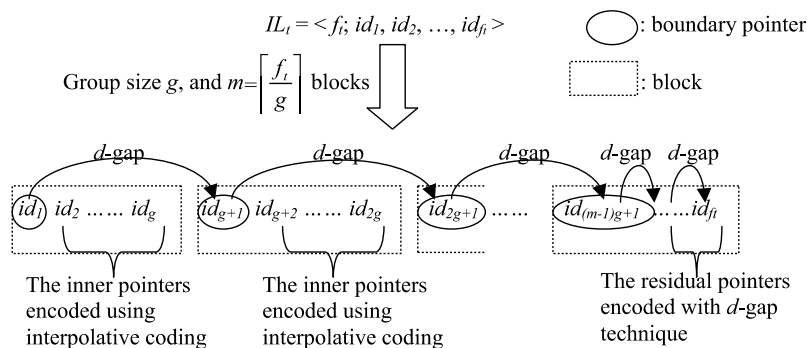 IL_t = < f_t; id_1, id_2, …, id_ft >
: boundary pointer
Group size g, and m=⌈f_t/g⌉ blocks
: block
d-gap d-gap d-gap d-gap d-gap
id_1 id_2 …… id_g id_g+1 id_g+2 …… id_2g id_2g+1 …… id_(m-1)g+1 …… id_ft
The inner pointers
encoded using
interpolative coding
The inner pointers
encoded using
interpolative coding
The residual pointers
encoded with d-gap
technique